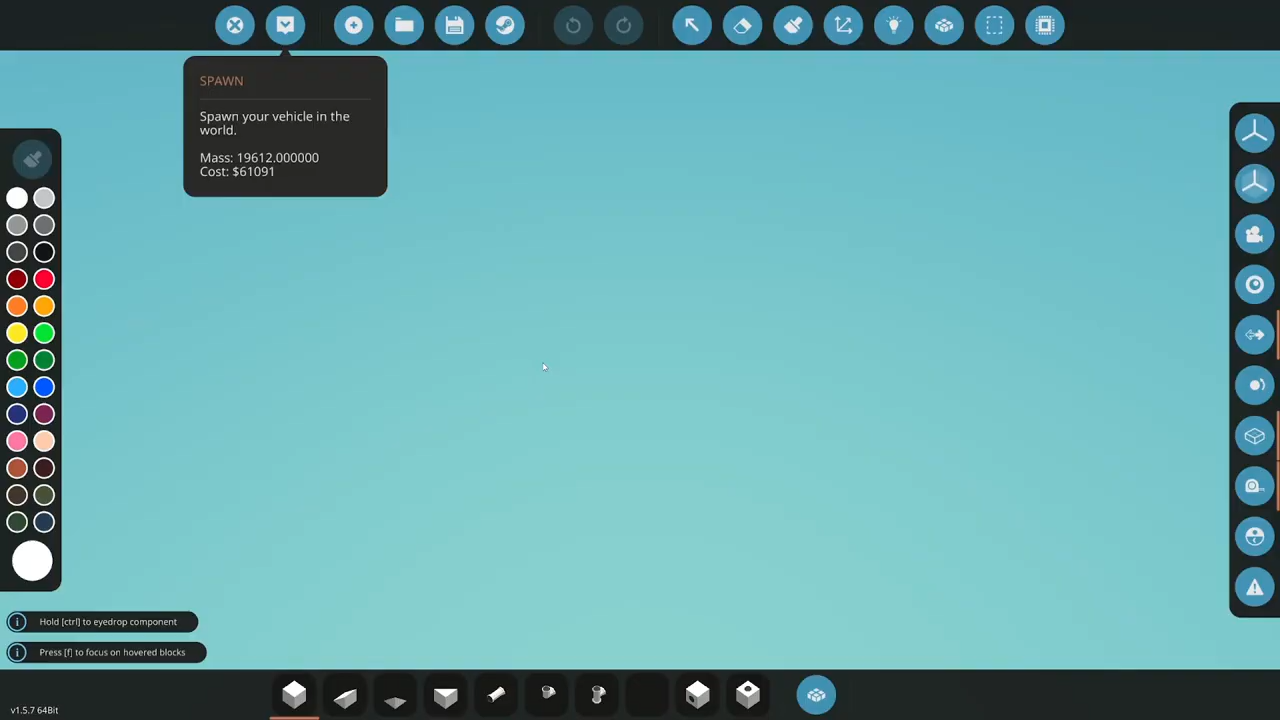 SPAWN
Spawn your vehicle in the
world.
Mass: 19612.000000
Cost: $61091
Hold [ctrl] to eyedrop component
Press [f] to focus on hovered blocks
v1.5.7 64Bit